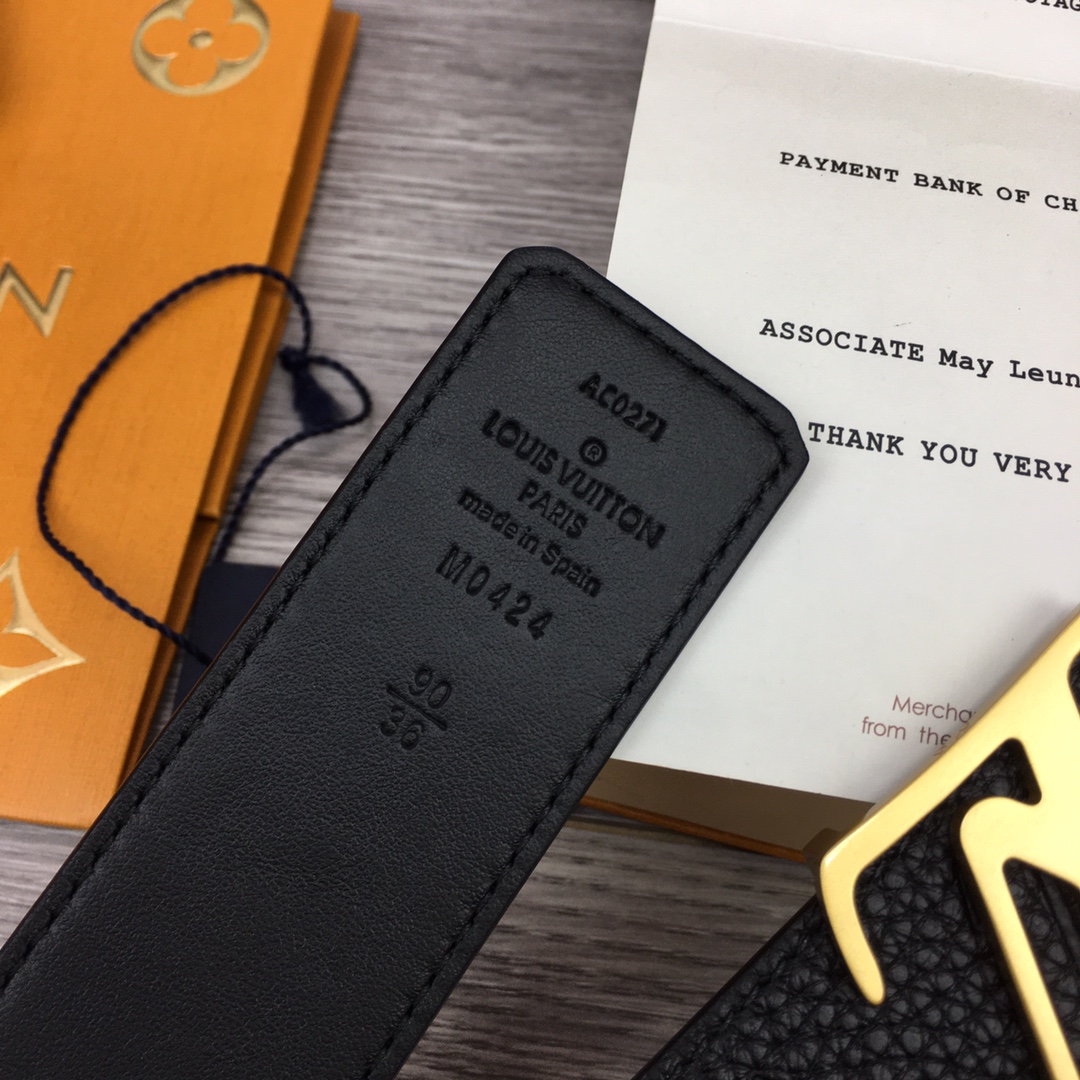 PAYMENT BANK OF CH
ASSOCIATE May Leun
THANK YOU VERY
Mercha
from the
N
AC0271
®
LOUIS VUITTON
PARIS
made in Spain
M0424
90
36